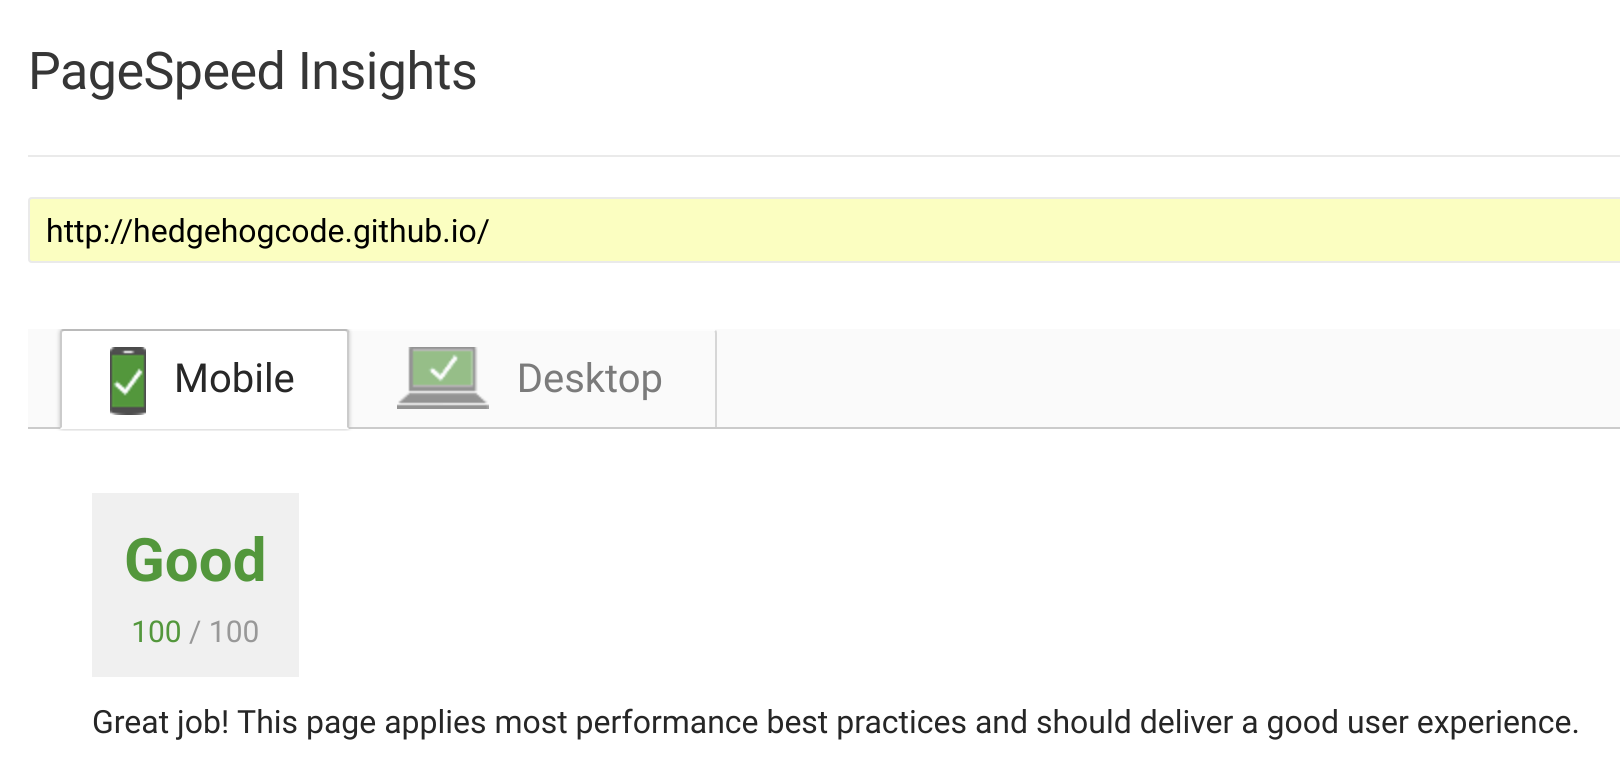 PageSpeed Insights
http://hedgehogcode.github.io/
Mobile
Desktop
Good
100 / 100
Great job! This page applies most performance best practices and should deliver a good user experience.